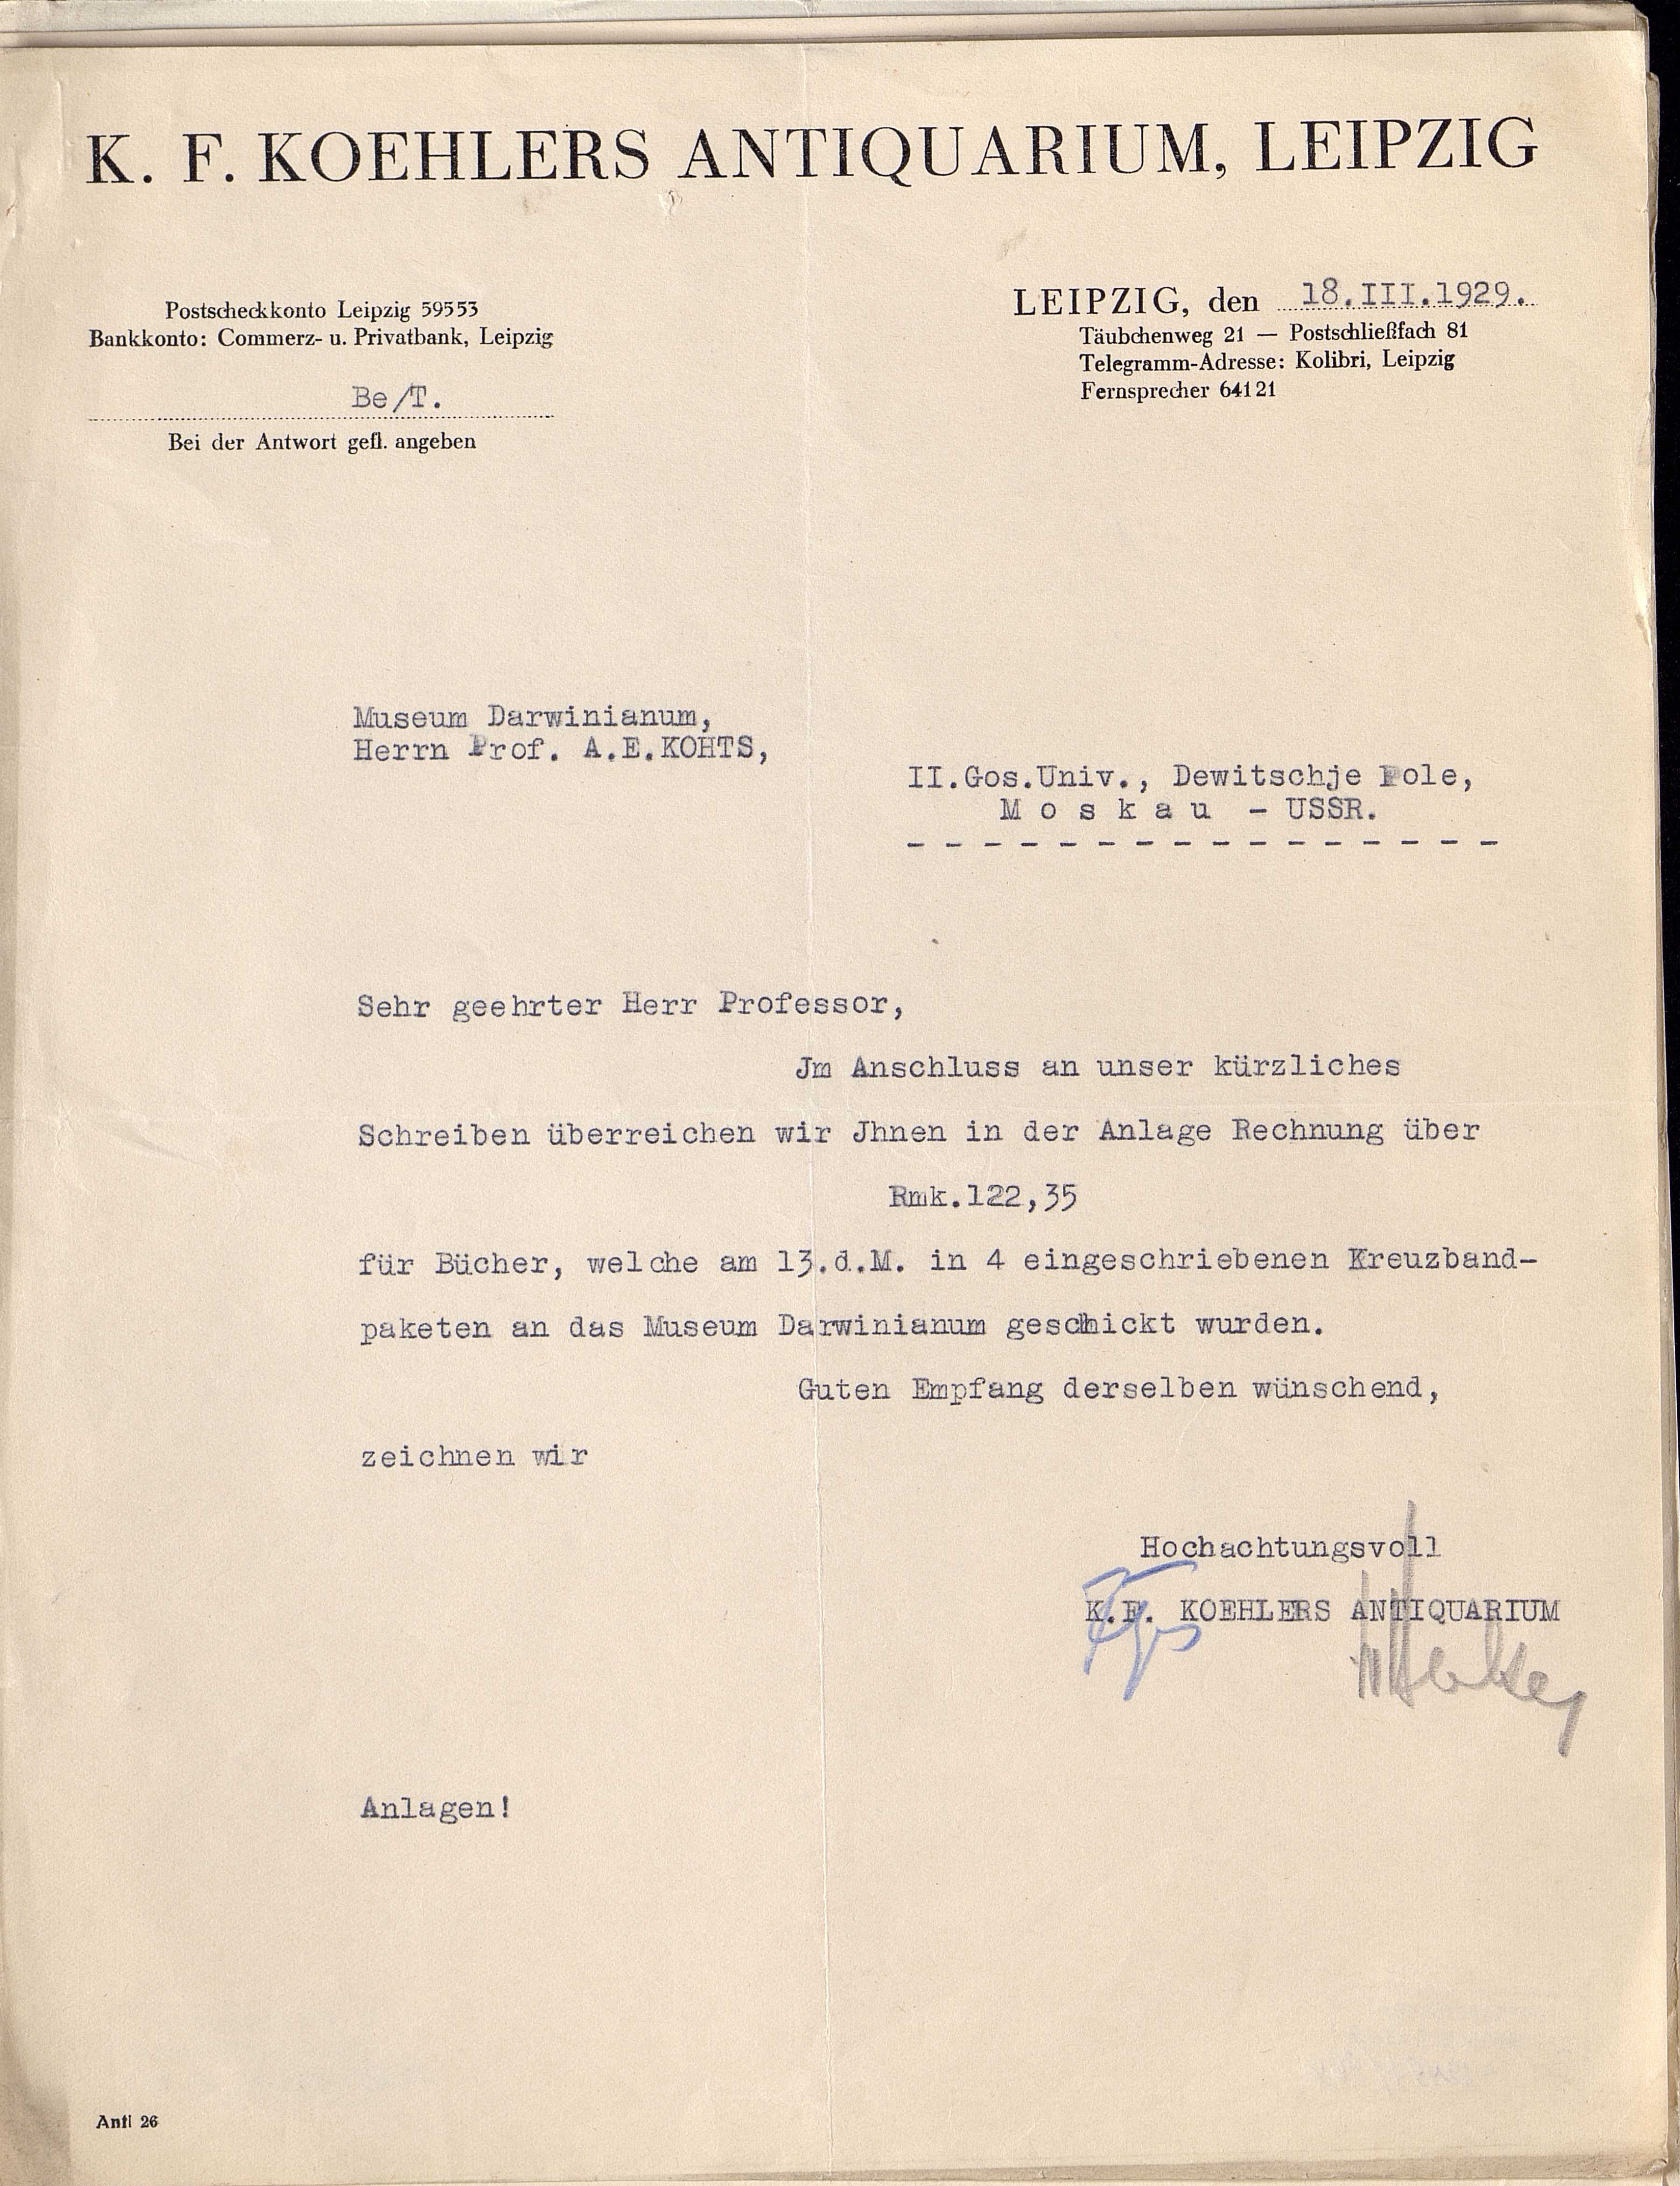 K. F. KOEHLERS ANTIQUARIUM, LEIPZIG
Postscheckkonto Leipzig 59553
Bankkonto: Commerz- u. Privatbank, Leipzig
Be/T.
Bei der Antwort gefl. angeben
LEIPZIG, den 18.III.1929.
Täubchenweg 21 — Postschließfach 81
Telegramm-Adresse: Kolibri, Leipzig
Fernsprecher 64121
Museum Darwinianum,
Herrn Prof. A.E.KOHTS,
II.Gos.Univ., Dewitschje Pole,
M o s k a u - USSR.
- - - - - - - - - - - - - - - -
Sehr geehrter Herr Professor,
Jm Anschluss an unser kürzliches
Schreiben überreichen wir Jhnen in der Anlage Rechnung über
Rmk.122,35
für Bücher, welche am 13.d.M. in 4 eingeschriebenen Kreuzband-
paketen an das Museum Darwinianum geschickt wurden.
Guten Empfang derselben wünschend,
zeichnen wir
Hochachtungsvoll
K.F. KOEHLERS ANTIQUARIUM
Anlagen!
Anti 26